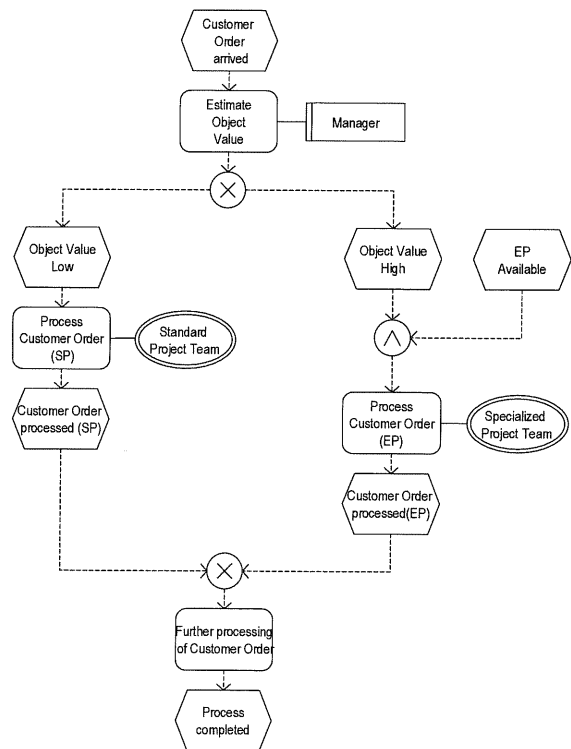 Customer
Order
arrived
Estimate
Object
Value
Manager
Object Value
Low
Object Value
High
EP
Available
Process
Customer Order
(SP)
Standard
Project Team
Customer Order
processed (SP)
Process
Customer Order
(EP)
Specialized
Project Team
Customer Order
processed(EP)
Further processing
of Customer Order
Process
completed